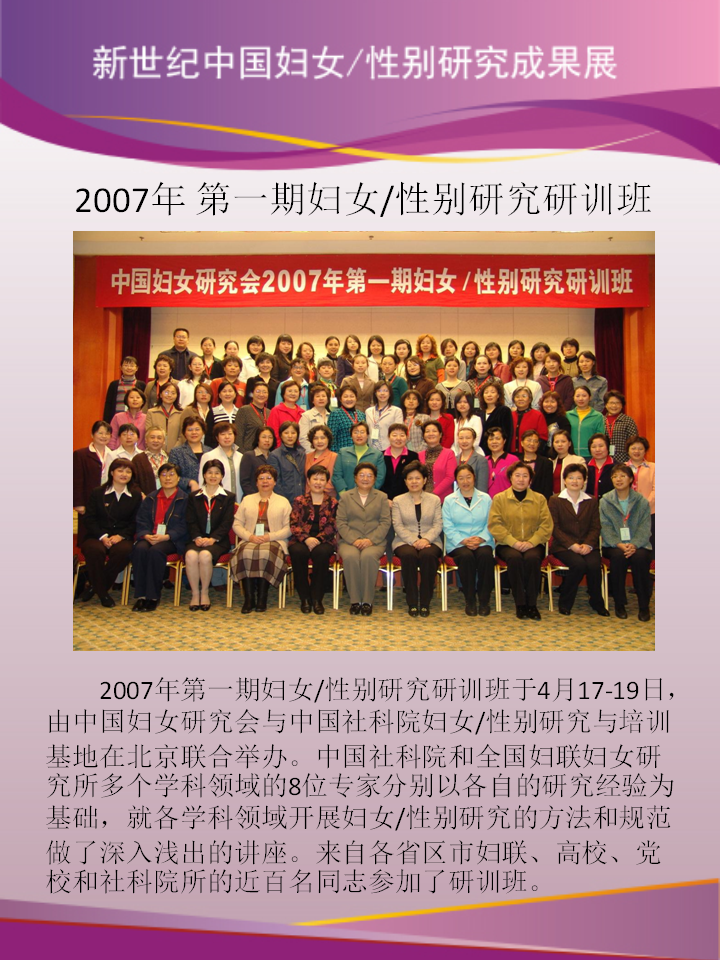 新世纪中国妇女/性别研究成果展
2007年 第一期妇女/性别研究研训班
中国妇女研究会2007年第一期妇女/性别研究研训班
2007年第一期妇女/性别研究研训班于4月17-19日，
由中国妇女研究会与中国社科院妇女/性别研究与培训
基地在北京联合举办。中国社科院和全国妇联妇女研
究所多个学科领域的8位专家分别以各自的研究经验为
基础，就各学科领域开展妇女/性别研究的方法和规范
做了深入浅出的讲座。来自各省区市妇联、高校、党
校和社科院所的近百名同志参加了研训班。